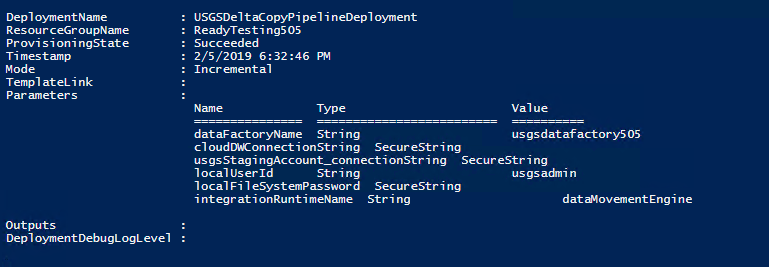 DeploymentName : USGSDeltaCopyPipelineDeployment
ResourceGroupName : ReadyTesting505
ProvisioningState : Succeeded
Timestamp : 2/5/2019 6:32:46 PM
Mode : Incremental
TemplateLink :
Parameters :
Name Type Value
=============== ========================= ==========
dataFactoryName String usgsdatafactory505
cloudDWConnectionString SecureString
usgsStagingAccount_connectionString SecureString
localUserId String usgsadmin
localFileSystemPassword SecureString
integrationRuntimeName String dataMovementEngine
Outputs :
DeploymentDebugLogLevel :